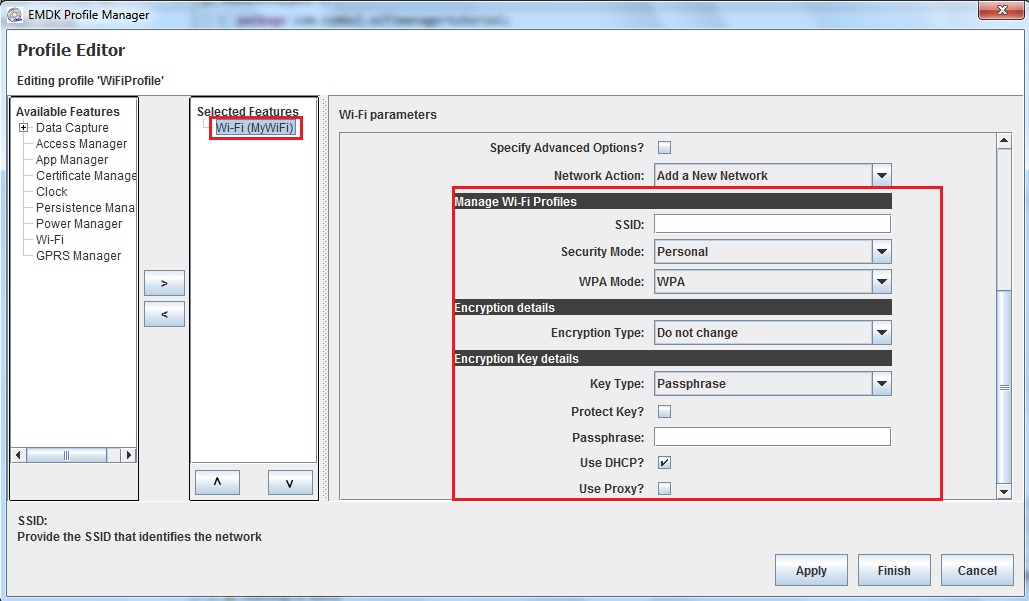 EMDK Profile Manager
Profile Editor
Editing profile 'WiFiProfile'
Available Features
Data Capture
Access Manager
App Manager
Certificate Manage
Clock
Persistence Mana
Power Manager
Wi-Fi
GPRS Manager
>
<
Selected Features
Wi-Fi (MyWiFi)
^
v
Wi-Fi parameters
Specify Advanced Options?
Network Action: Add a New Network
Manage Wi-Fi Profiles
SSID:
Security Mode: Personal
WPA Mode: WPA
Encryption details
Encryption Type: Do not change
Encryption Key details
Key Type: Passphrase
Protect Key?
Passphrase:
Use DHCP?
Use Proxy?
SSID:
Provide the SSID that identifies the network
Apply Finish Cancel